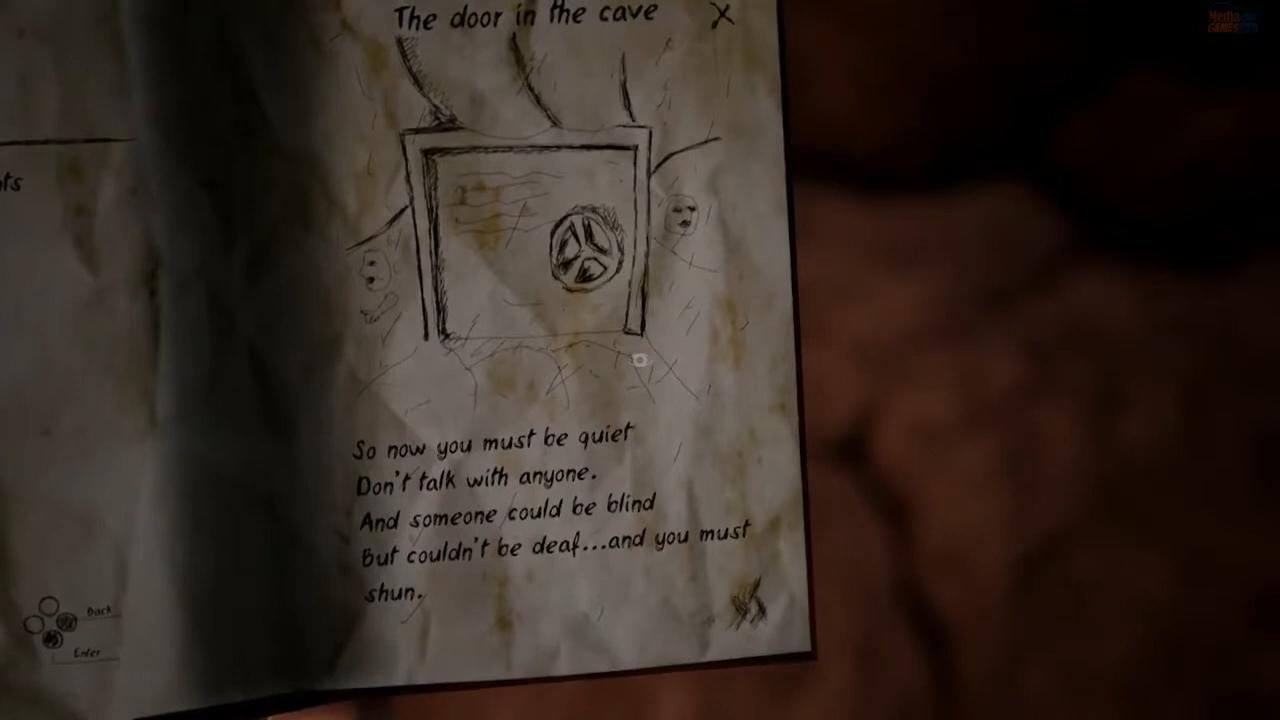 The door in the cave
X
So now you must be quiet
Don't talk with anyone.
And someone could be blind
But couldn't be deaf...and you must
shun.
Back
Enter